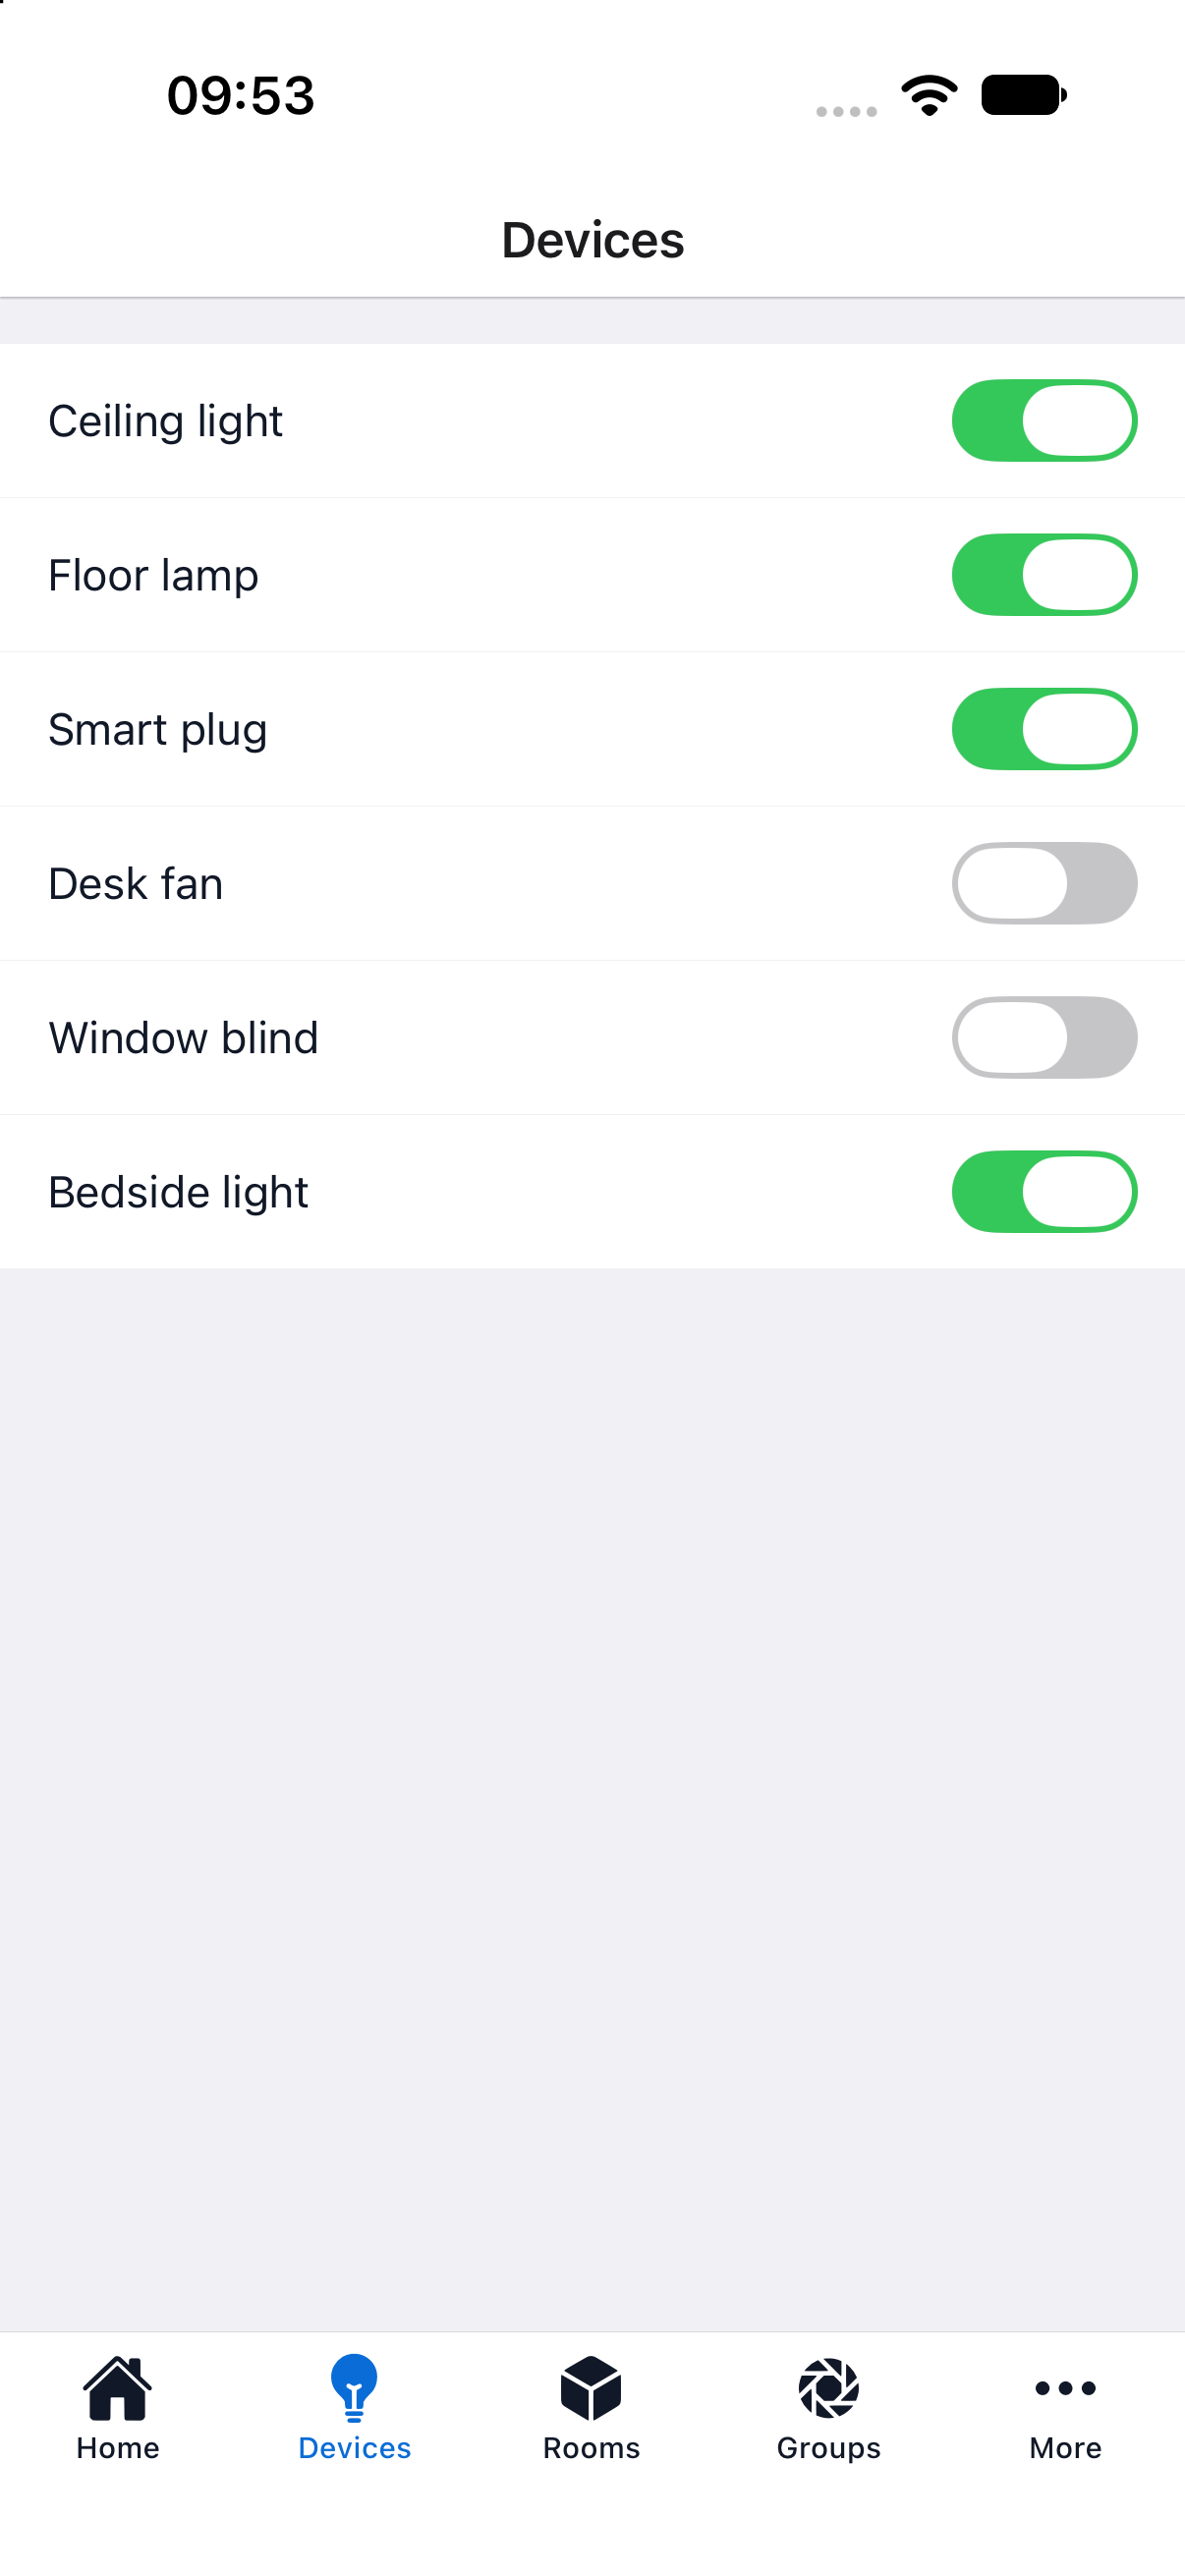 09:53
Devices
Ceiling light
Floor lamp
Smart plug
Desk fan
Window blind
Bedside light
Home
Devices
Rooms
Groups
More